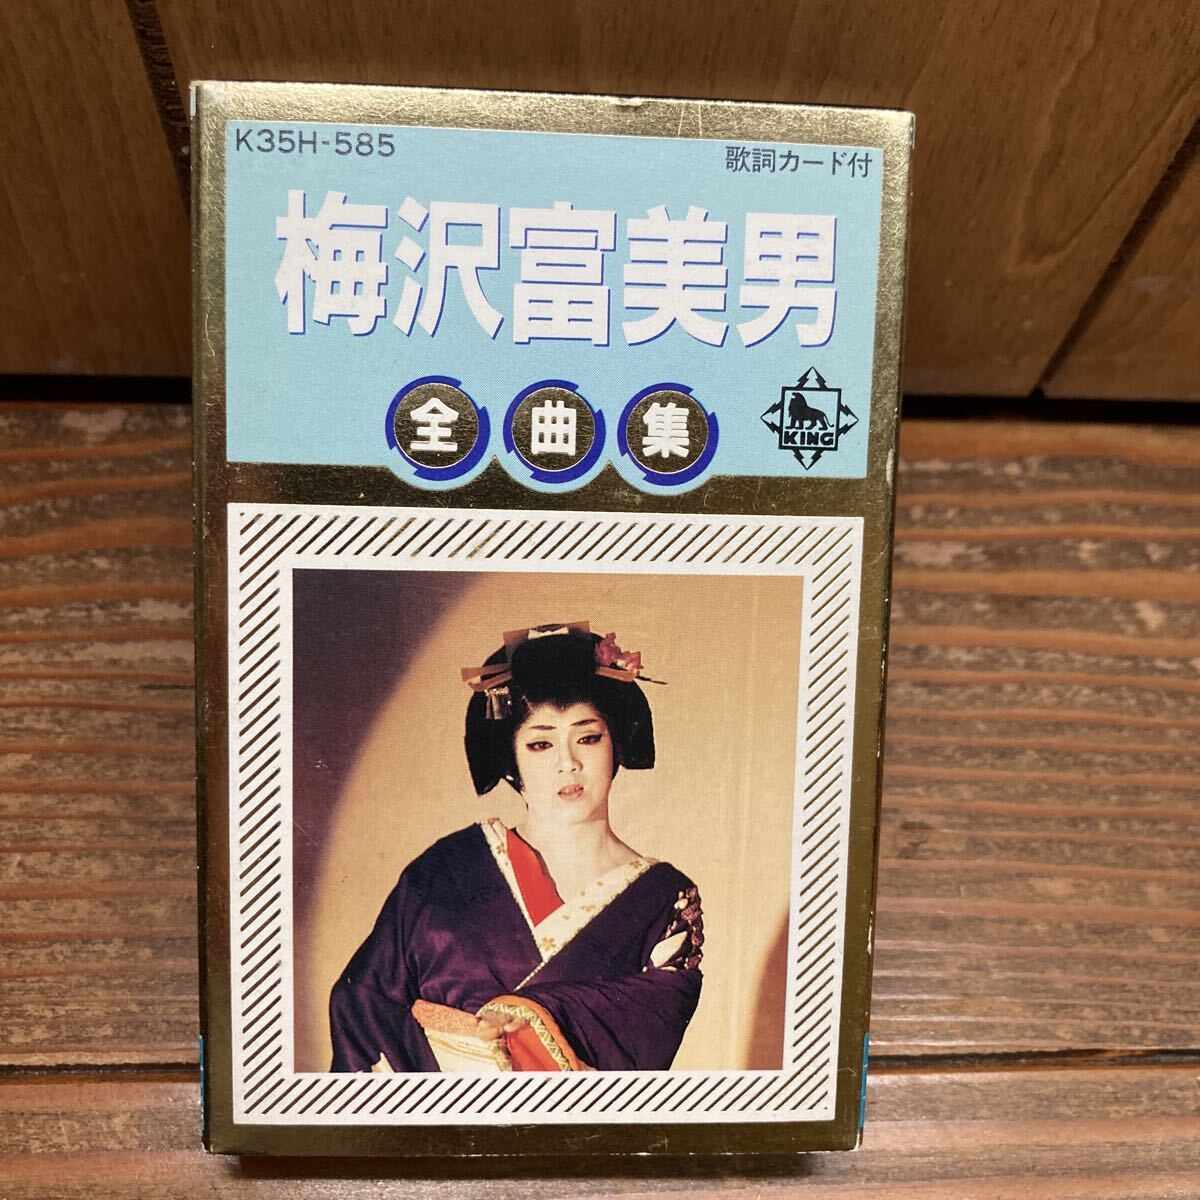 K35H-585
歌詞カード付
梅沢富美男
全曲集
KING